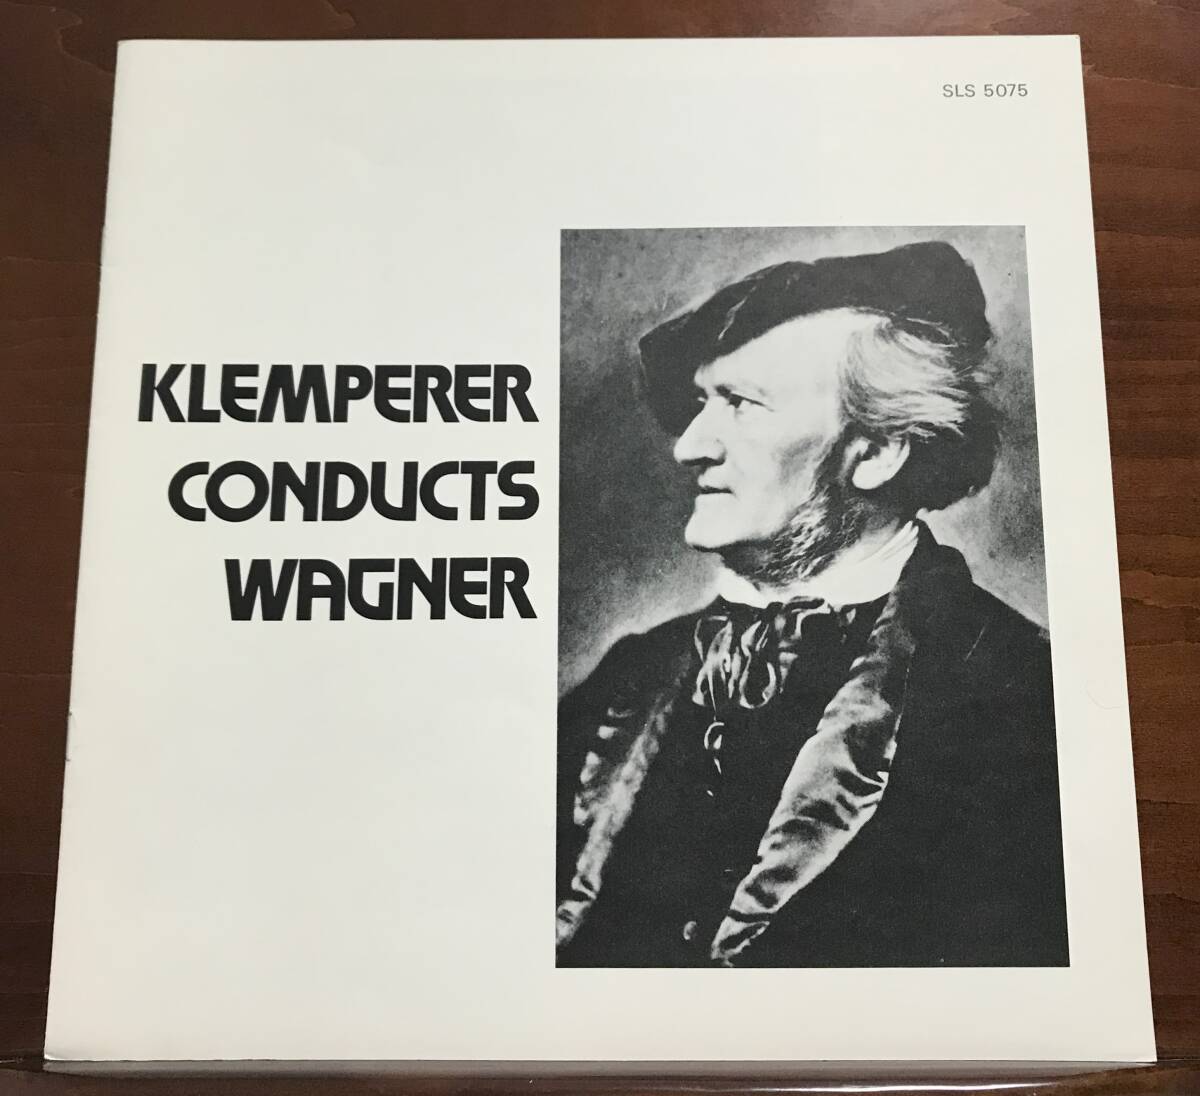 SLS 5075
KLEMPERER
CONDUCTS
WAGNER